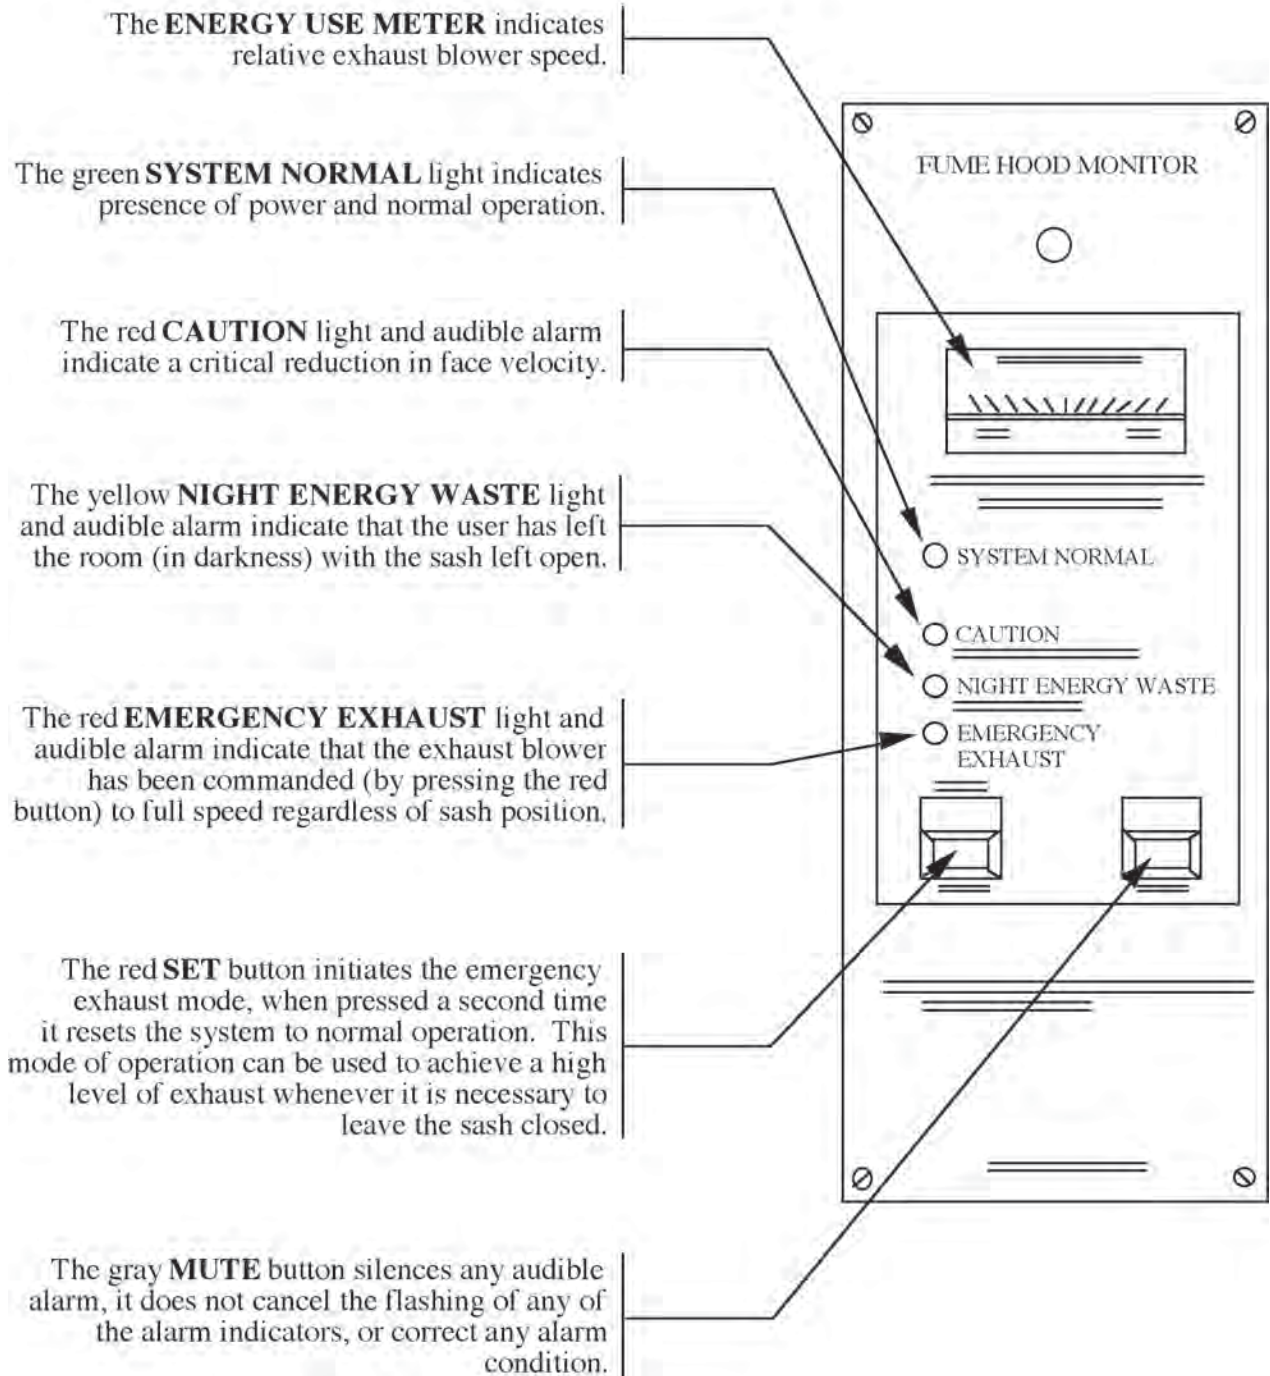 The ENERGY USE METER indicates
relative exhaust blower speed.
The green SYSTEM NORMAL light indicates
presence of power and normal operation.
The red CAUTION light and audible alarm
indicate a critical reduction in face velocity.
The yellow NIGHT ENERGY WASTE light
and audible alarm indicate that the user has left
the room (in darkness) with the sash left open.
The red EMERGENCY EXHAUST light and
audible alarm indicate that the exhaust blower
has been commanded (by pressing the red
button) to full speed regardless of sash position.
The red SET button initiates the emergency
exhaust mode, when pressed a second time
it resets the system to normal operation. This
mode of operation can be used to achieve a high
level of exhaust whenever it is necessary to
leave the sash closed.
The gray MUTE button silences any audible
alarm, it does not cancel the flashing of any of
the alarm indicators, or correct any alarm
condition.
FUME HOOD MONITOR
SYSTEM NORMAL
CAUTION
NIGHT ENERGY WASTE
EMERGENCY
EXHAUST